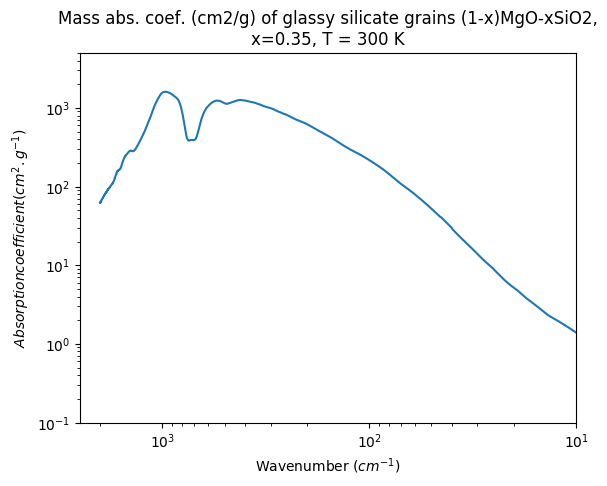 Mass abs. coef. (cm2/g) of glassy silicate grains (1-x)MgO-xSiO2,
x=0.35, T = 300 K
Absorptioncoefficient(cm².g⁻¹)
10³
10²
10¹
10⁰
10⁻¹
10³ 10² 10¹
Wavenumber (cm⁻¹)